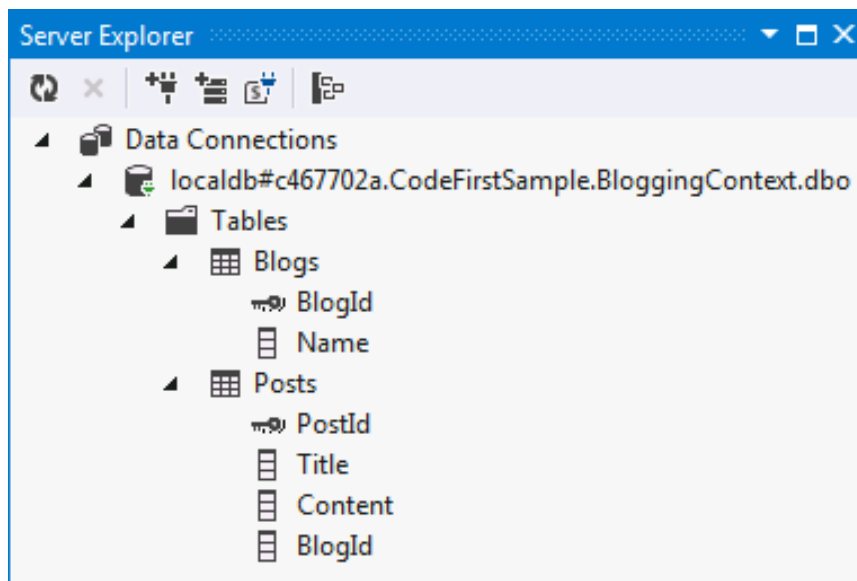 Server Explorer
Data Connections
localdb#c467702a.CodeFirstSample.BloggingContext.dbo
Tables
Blogs
BlogId
Name
Posts
PostId
Title
Content
BlogId